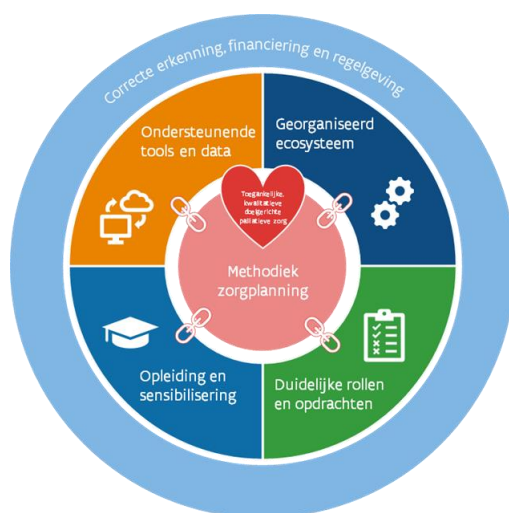 Correcte erkenning, financiering en regelgeving
Ondersteunende
tools en data
Georganiseerd
ecosysteem
Toegankelijke,
kwalitatieve
doelgerichte
palliatieve zorg
Methodiek
zorgplanning
Opleiding en
sensibilisering
Duidelijke rollen
en opdrachten